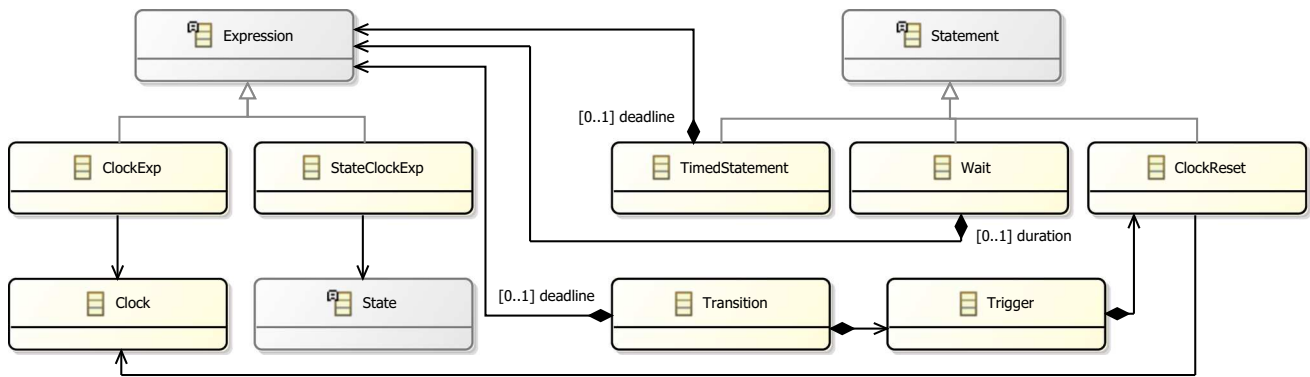 Expression
Statement
[0..1] deadline
ClockExp
StateClockExp
TimedStatement
Wait
ClockReset
[0..1] duration
[0..1] deadline
Clock
State
Transition
Trigger